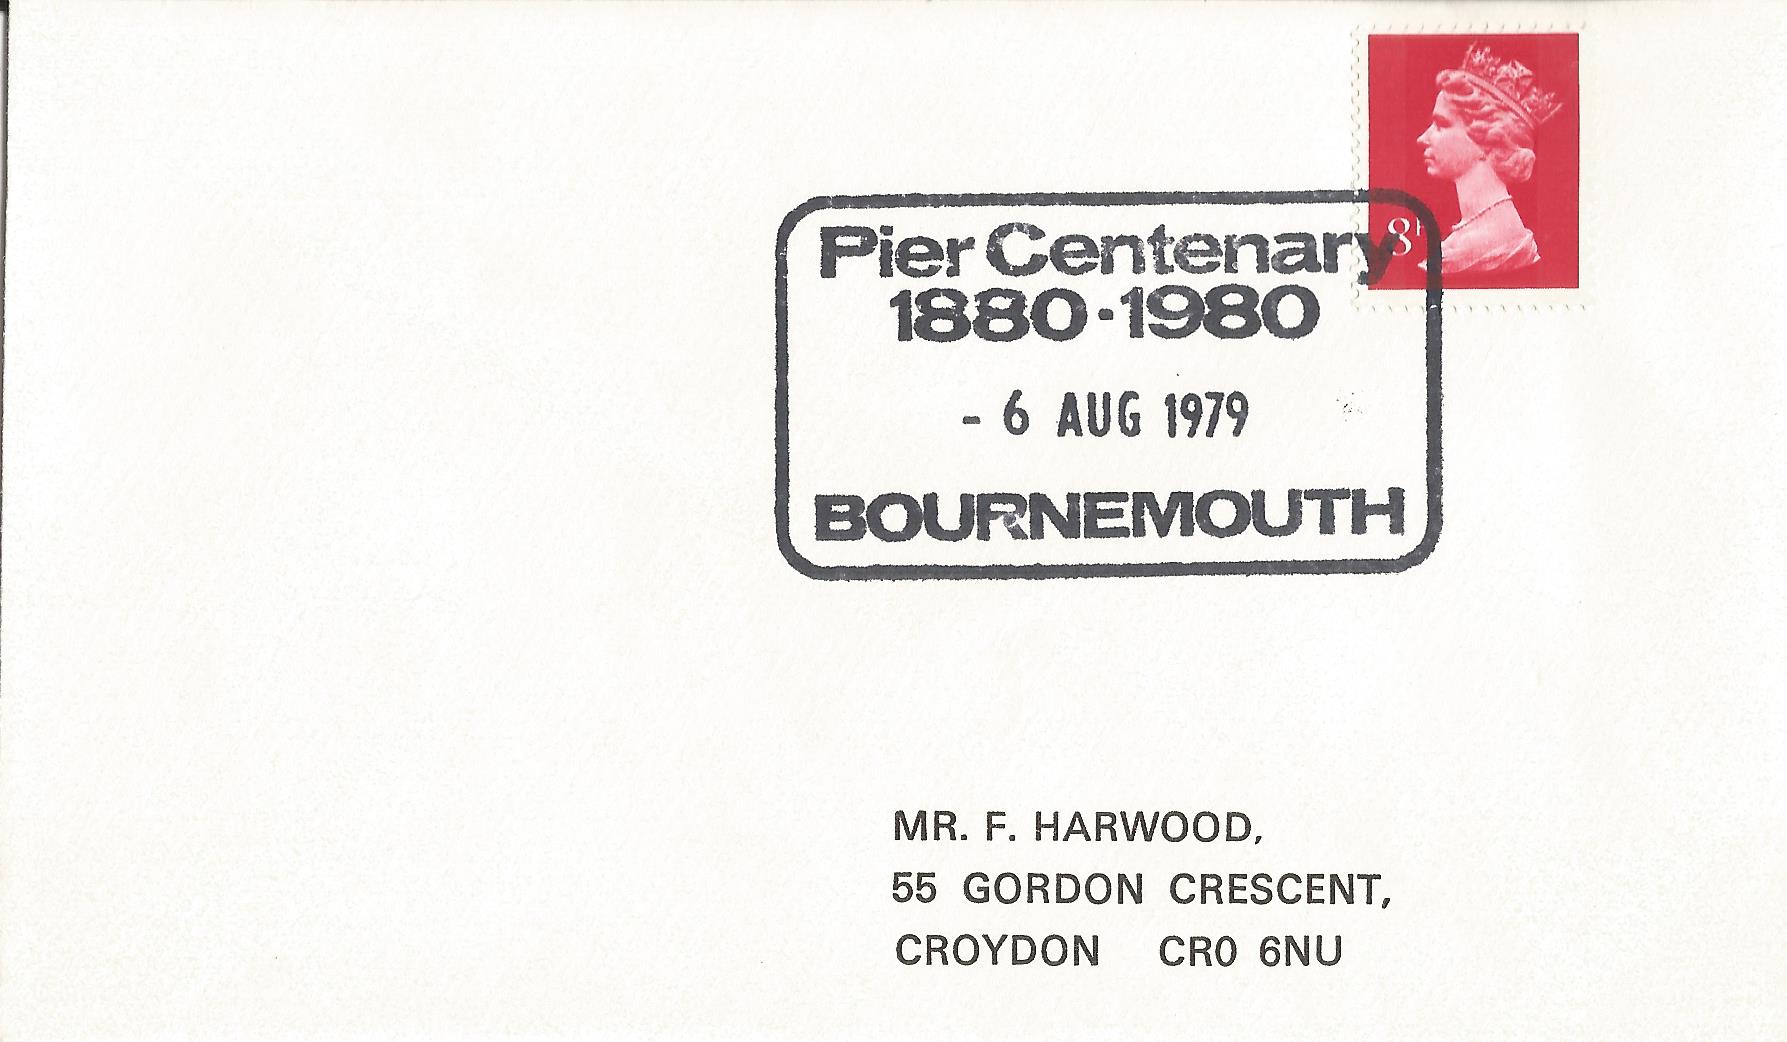 8P
Pier Centenary
1880·1980
- 6 AUG 1979
BOURNEMOUTH
MR. F. HARWOOD,
55 GORDON CRESCENT,
CROYDON CR0 6NU